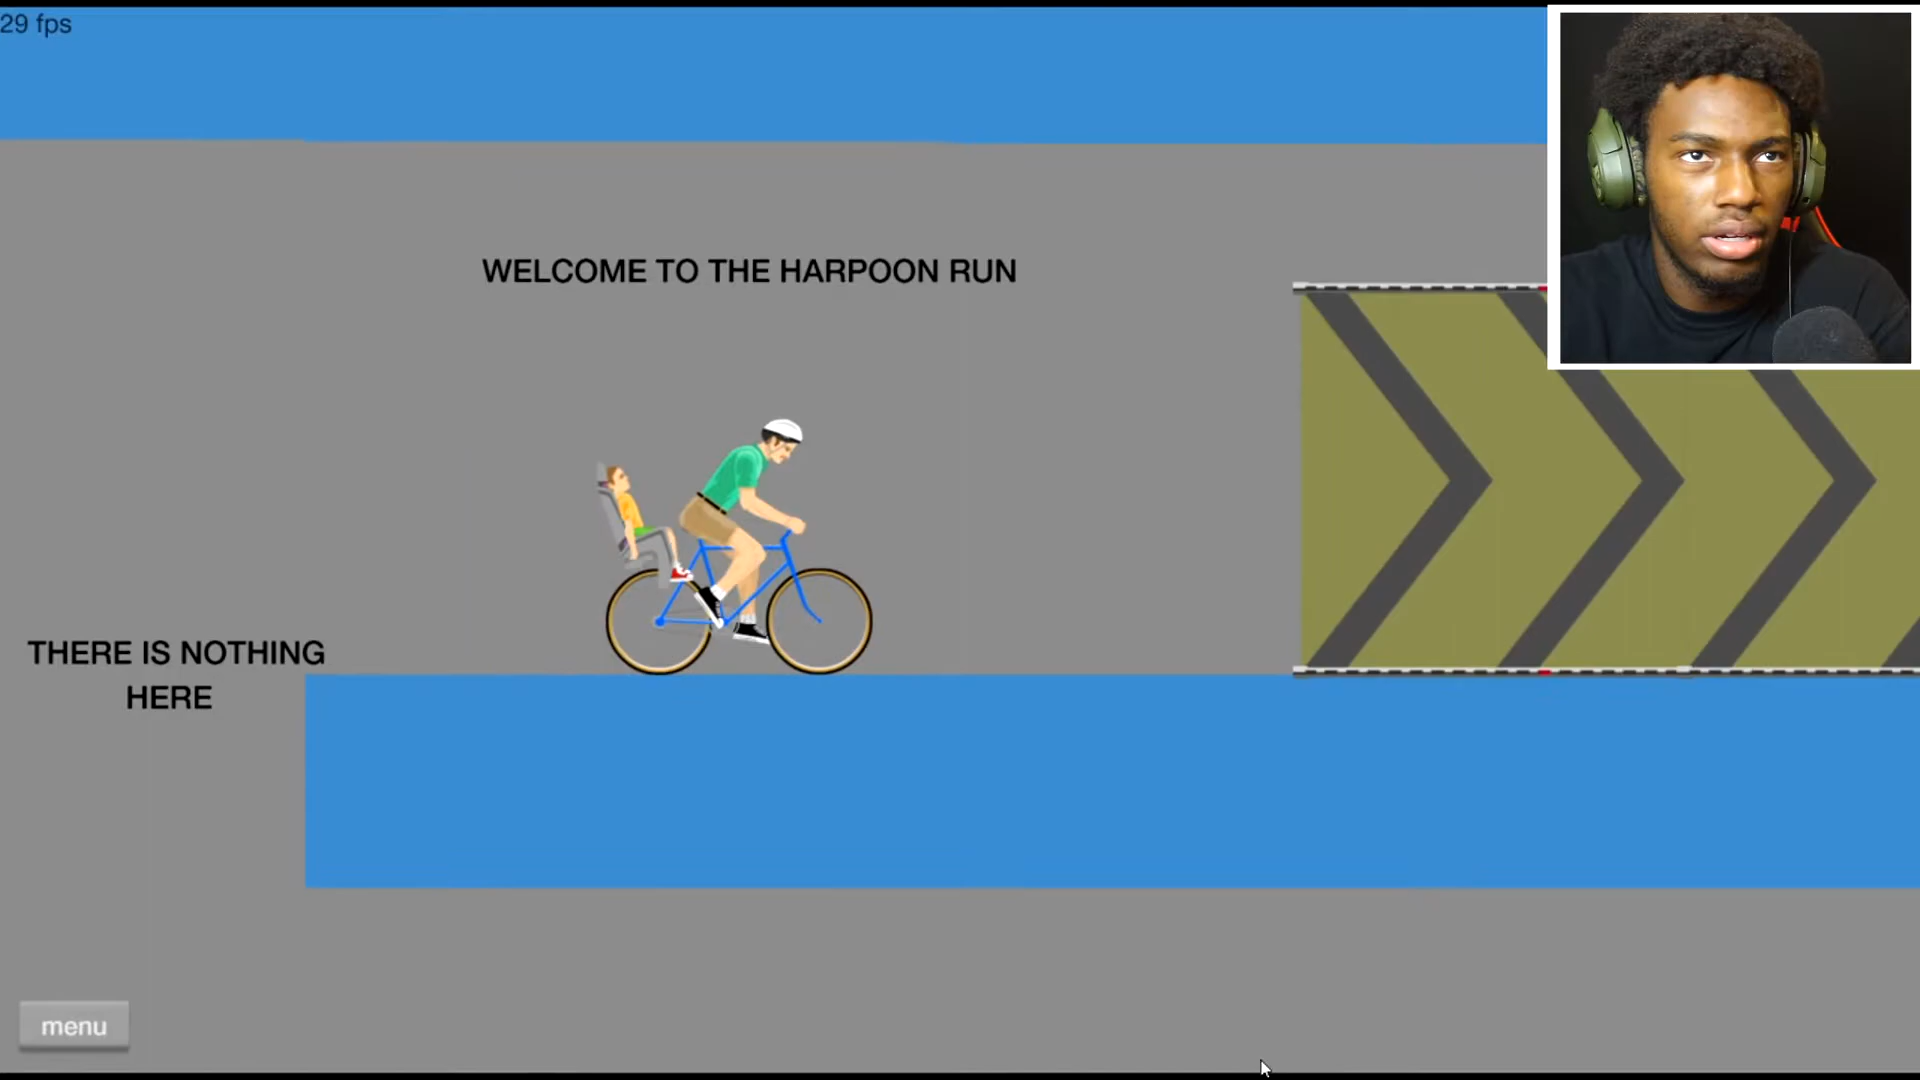 29 fps
WELCOME TO THE HARPOON RUN
THERE IS NOTHING
HERE
menu